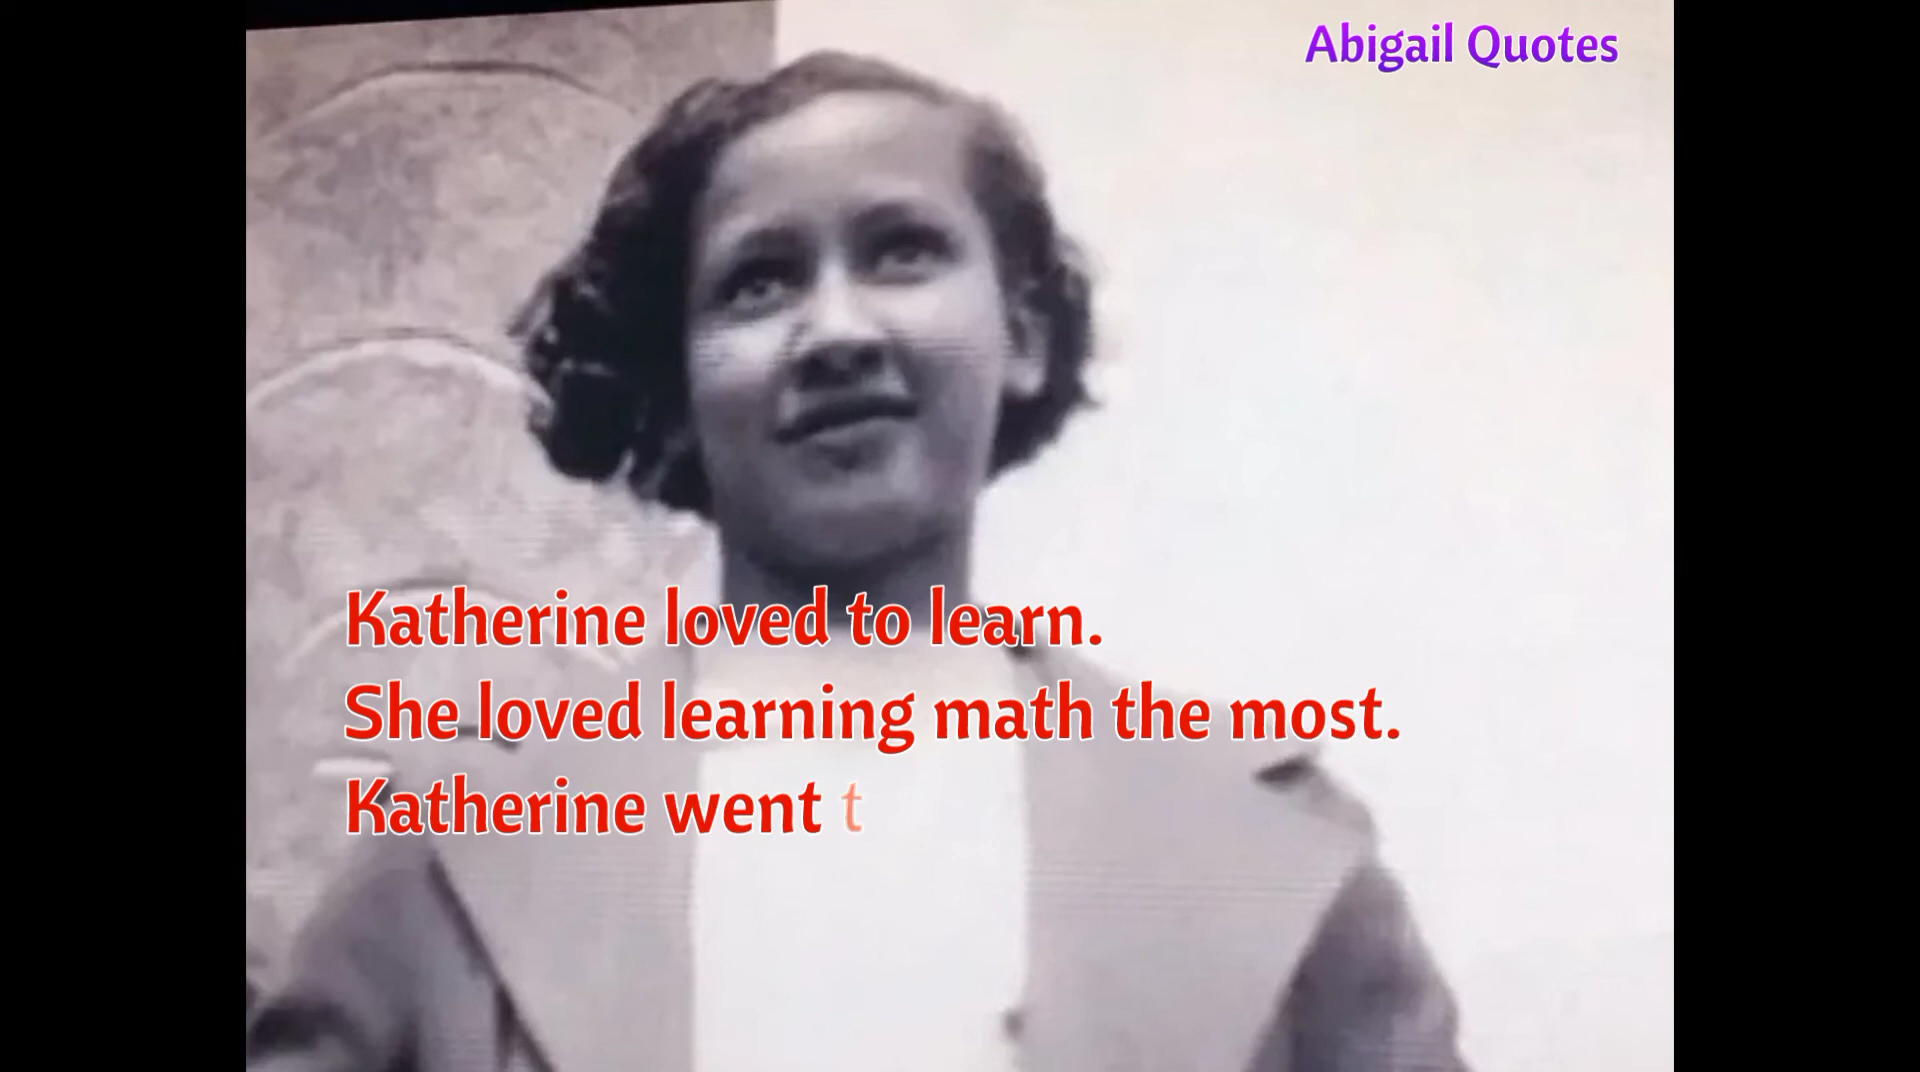 Abigail Quotes
Katherine loved to learn.
She loved learning math the most.
Katherine went t